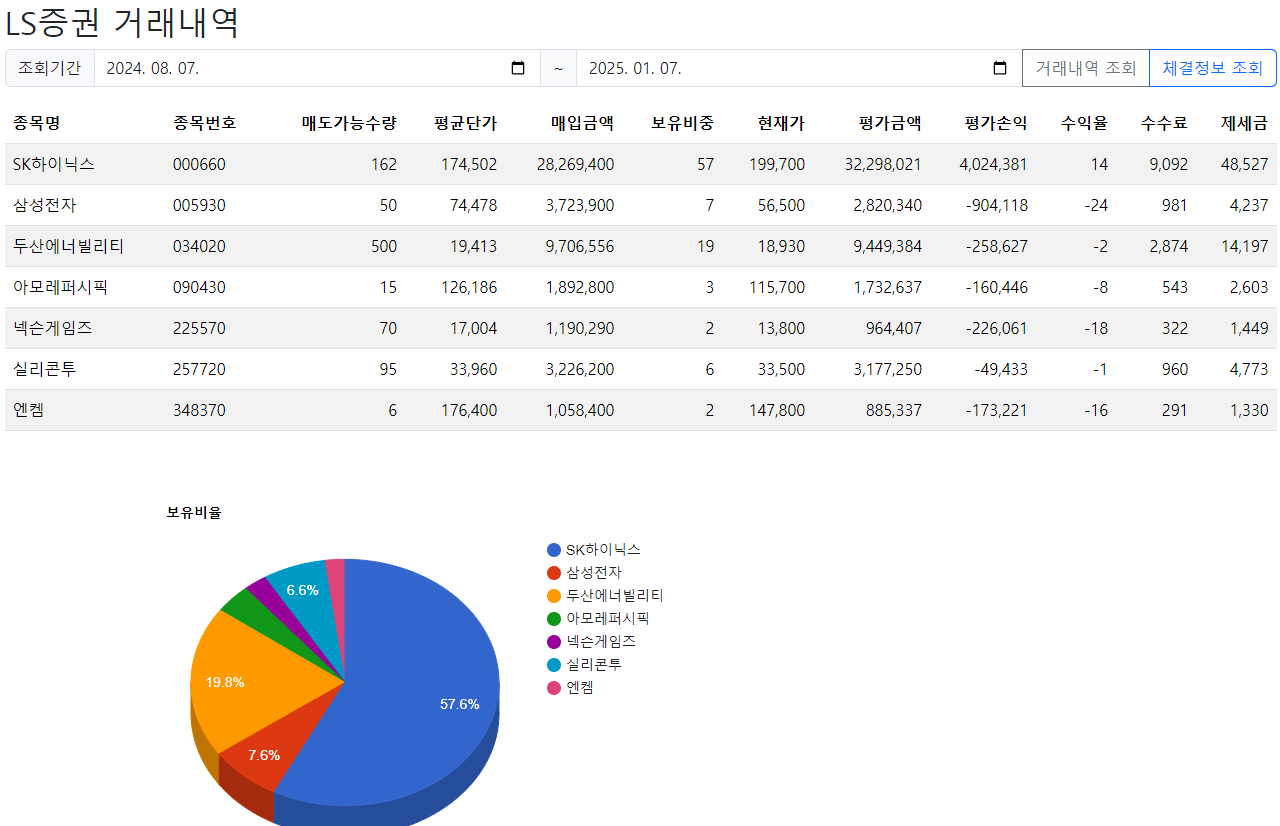 LS증권 거래내역
조회기간 2024. 08. 07. ~ 2025. 01. 07. 거래내역 조회 체결정보 조회
종목명 종목번호 매도가능수량 평균단가 매입금액 보유비중 현재가 평가금액 평가손익 수익율 수수료 제세금
SK하이닉스 000660 162 174,502 28,269,400 57 199,700 32,298,021 4,024,381 14 9,092 48,527
삼성전자 005930 50 74,478 3,723,900 7 56,500 2,820,340 -904,118 -24 981 4,237
두산에너빌리티 034020 500 19,413 9,706,556 19 18,930 9,449,384 -258,627 -2 2,874 14,197
아모레퍼시픽 090430 15 126,186 1,892,800 3 115,700 1,732,637 -160,446 -8 543 2,603
넥슨게임즈 225570 70 17,004 1,190,290 2 13,800 964,407 -226,061 -18 322 1,449
실리콘투 257720 95 33,960 3,226,200 6 33,500 3,177,250 -49,433 -1 960 4,773
엔켐 348370 6 176,400 1,058,400 2 147,800 885,337 -173,221 -16 291 1,330
보유비율
SK하이닉스
삼성전자
두산에너빌리티
아모레퍼시픽
넥슨게임즈
실리콘투
엔켐
6.6%
19.8%
57.6%
7.6%